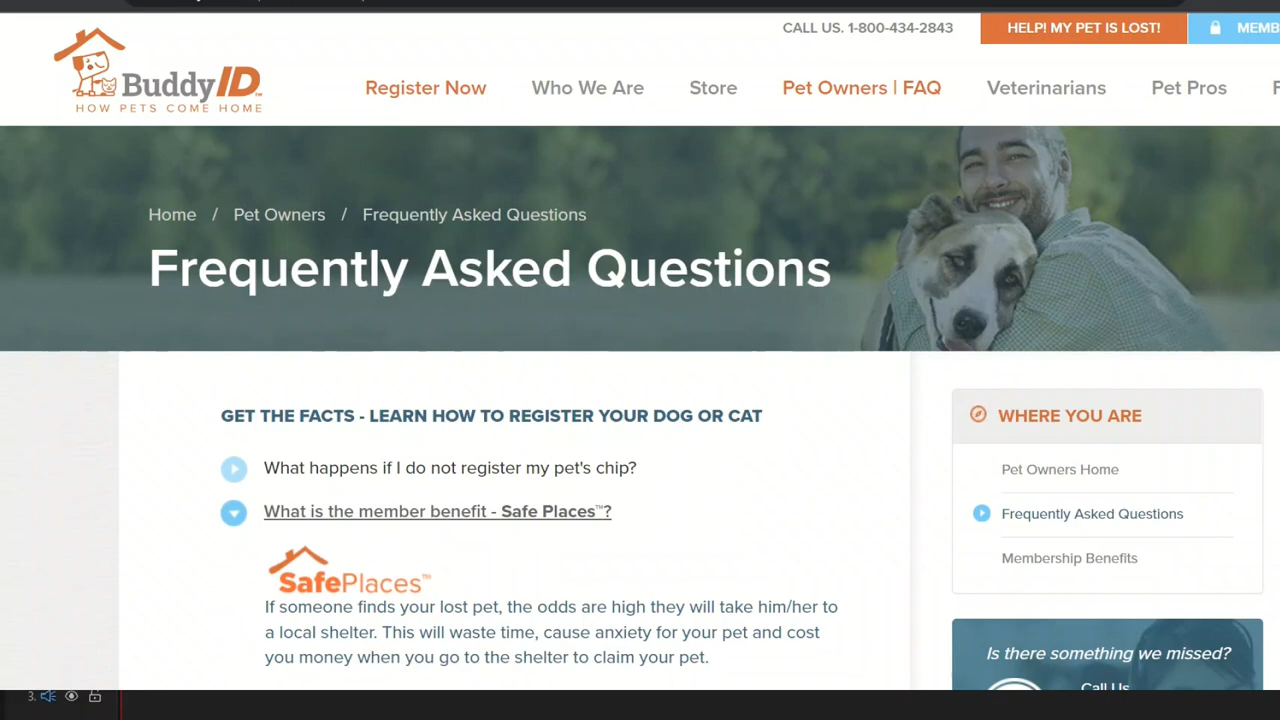 CALL US. 1-800-434-2843
HELP! MY PET IS LOST!
MEMB
BuddyID™
HOW PETS COME HOME
Register Now
Who We Are
Store
Pet Owners | FAQ
Veterinarians
Pet Pros
F
Home / Pet Owners / Frequently Asked Questions
Frequently Asked Questions
GET THE FACTS - LEARN HOW TO REGISTER YOUR DOG OR CAT
What happens if I do not register my pet's chip?
What is the member benefit - Safe Places™?
SafePlaces™
If someone finds your lost pet, the odds are high they will take him/her to
a local shelter. This will waste time, cause anxiety for your pet and cost
you money when you go to the shelter to claim your pet.
WHERE YOU ARE
Pet Owners Home
Frequently Asked Questions
Membership Benefits
Is there something we missed?
Call Us
3.